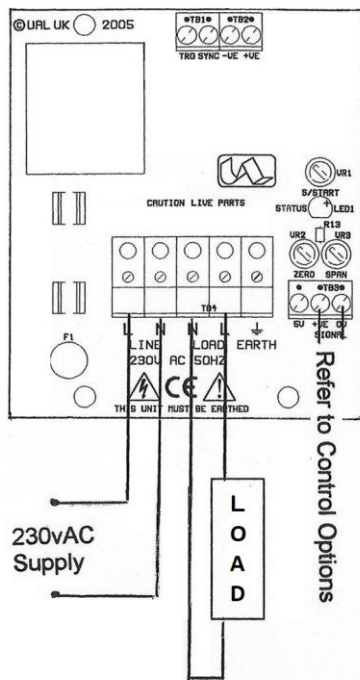 ©UAL UK 2005
TB1 TB2
TRG SYNC -VE +VE
VR1
S/START
STATUS LED1
CAUTION LIVE PARTS
R13
VR2 VR3
ZERO SPAN
TB3
5V +VE 0V
SIGNAL
TB4
L N N L
LINE LOAD EARTH
230V AC 50HZ
F1
CE
THIS UNIT MUST BE EARTHED
Refer to Control Options
230vAC
Supply
L
O
A
D